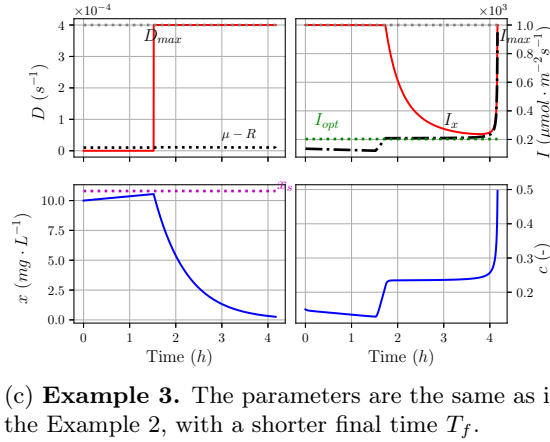 ×10⁻⁴
×10³
4
3
2
1
0
D (s⁻¹)
D_max
μ − R
1.0
0.8
0.6
0.4
0.2
I (μmol · m⁻²s⁻¹)
I_max
I_opt
I_x
10.0
7.5
5.0
2.5
0.0
x (mg · L⁻¹)
x_s
0.5
0.4
0.3
0.2
c (-)
0 1 2 3 4
0 1 2 3 4
Time (h)
Time (h)
(c) Example 3. The parameters are the same as i
the Example 2, with a shorter final time T_f.